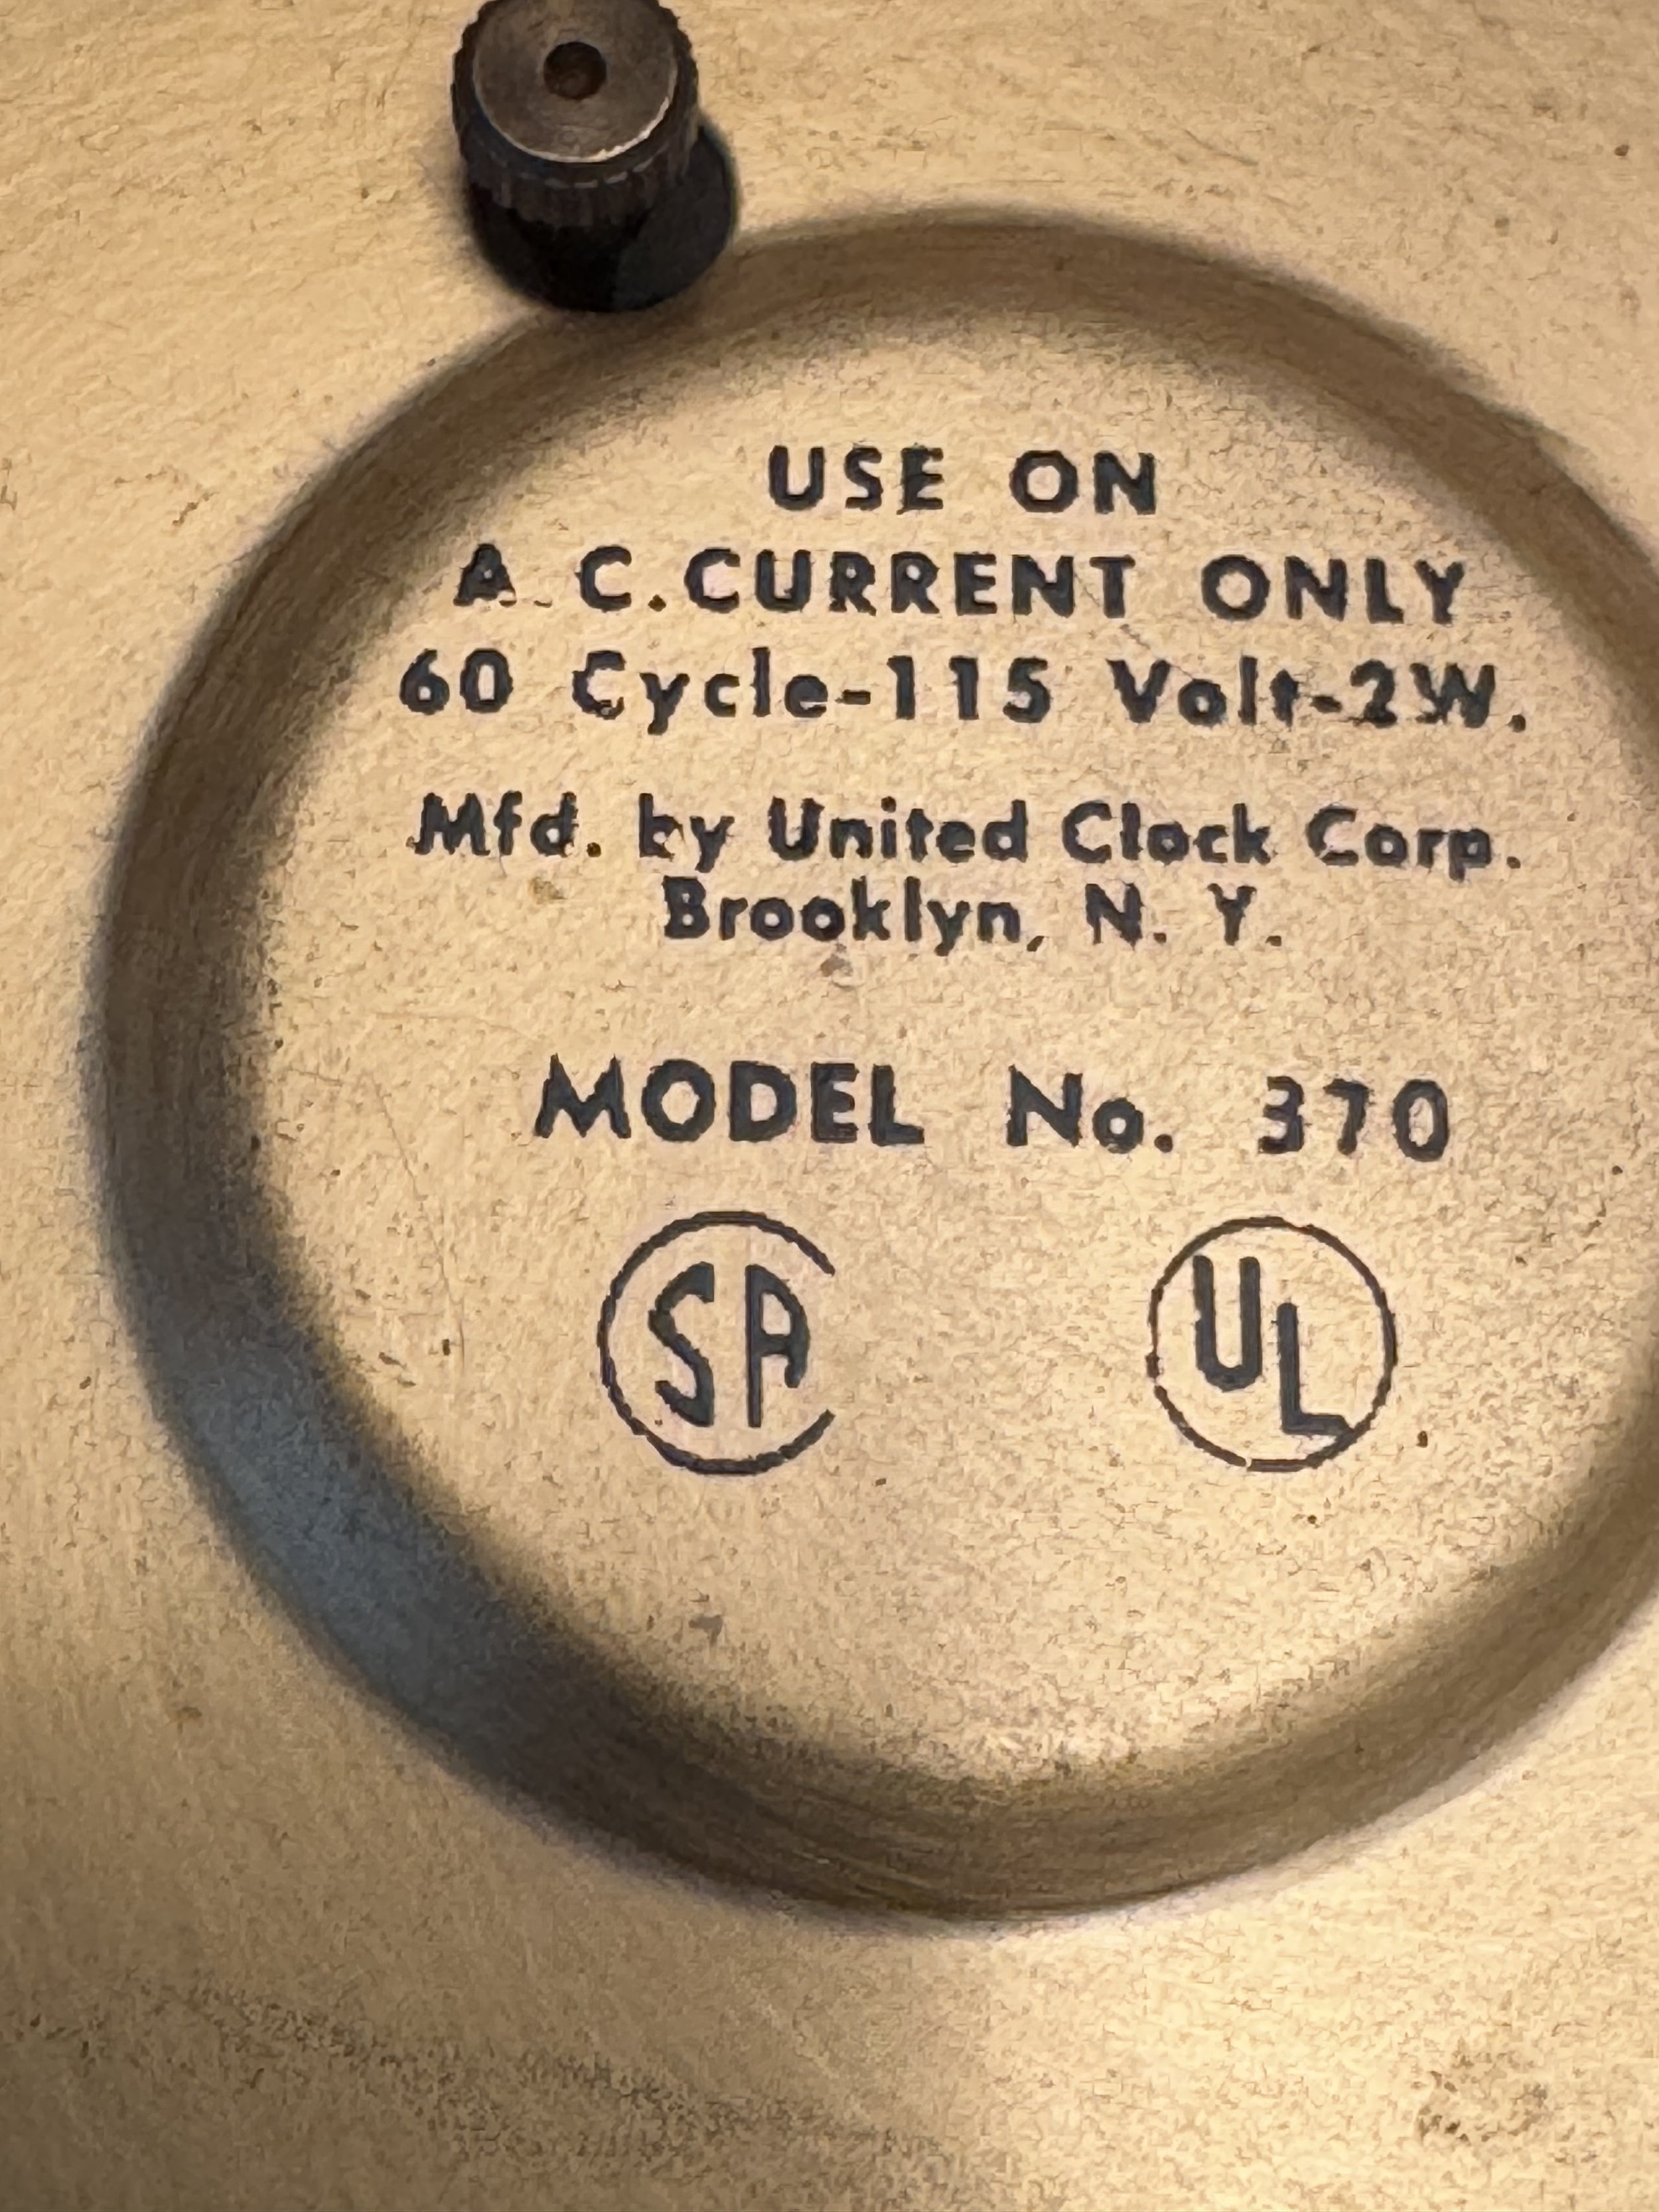 USE ON
A. C. CURRENT ONLY
60 Cycle-115 Volt-2W.
Mfd. by United Clock Corp.
Brooklyn, N. Y.
MODEL No. 370
SA
UL